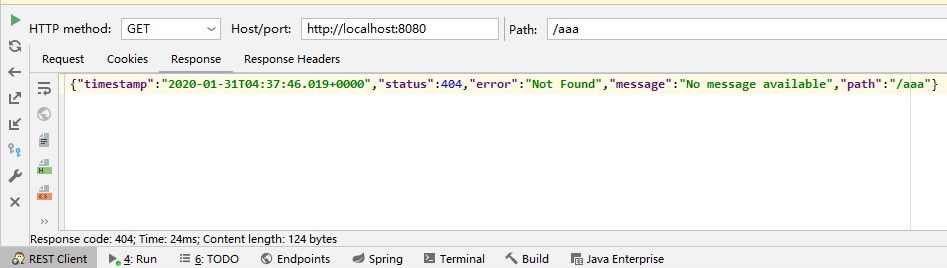 HTTP method: GET Host/port: http://localhost:8080 Path: /aaa
Request Cookies Response Response Headers
{"timestamp":"2020-01-31T04:37:46.019+0000","status":404,"error":"Not Found","message":"No message available","path":"/aaa"}
Response code: 404; Time: 24ms; Content length: 124 bytes
REST Client 4: Run 6: TODO Endpoints Spring Terminal Build Java Enterprise